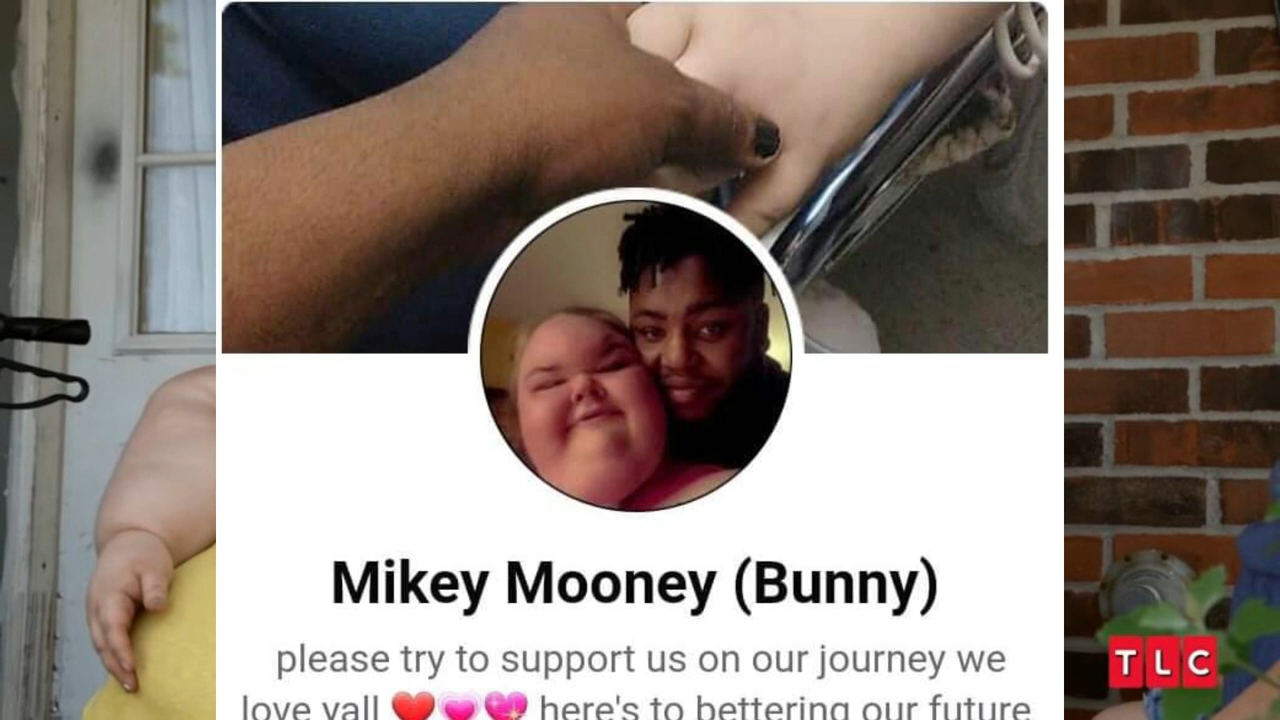 Mikey Mooney (Bunny)
please try to support us on our journey we
love yall ❤️💗💖 here's to bettering our future
TLC